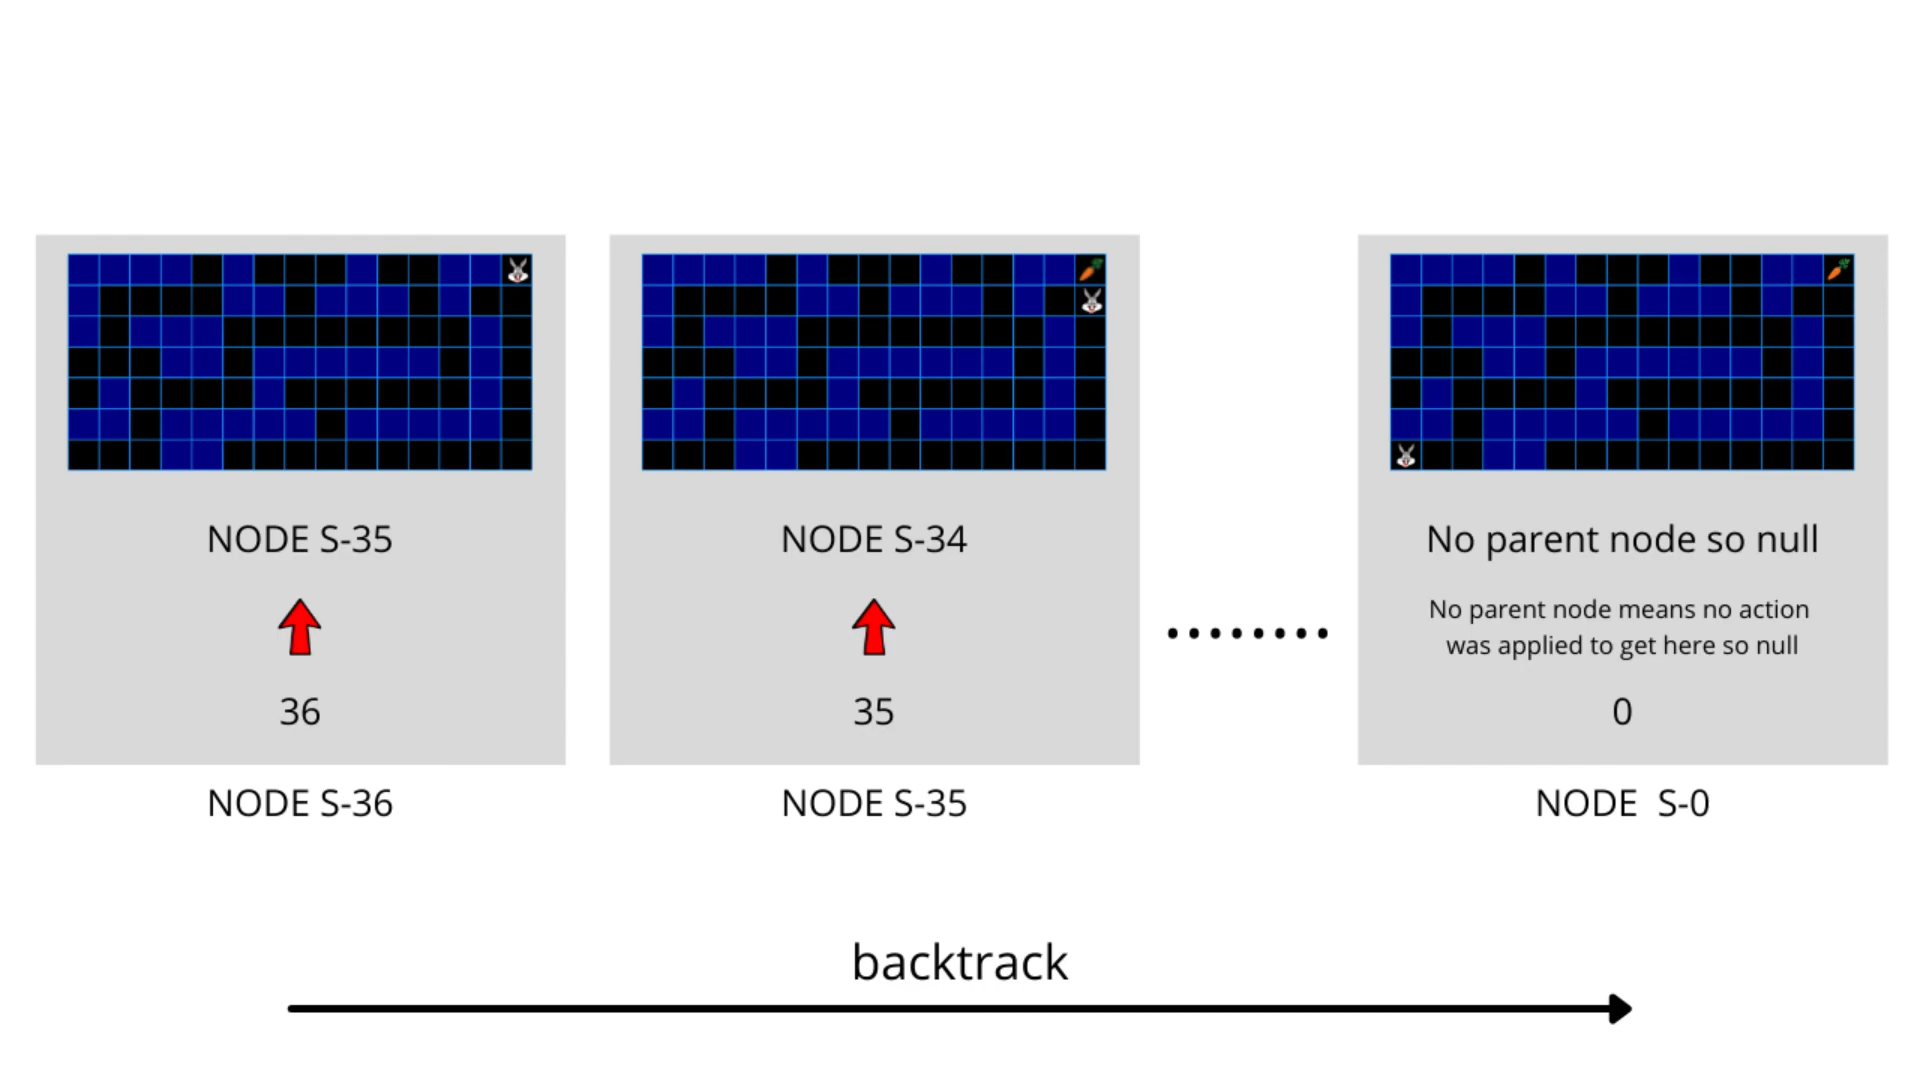 NODE S-35
36
NODE S-36
NODE S-34
35
NODE S-35
No parent node so null
No parent node means no action
was applied to get here so null
0
NODE S-0
backtrack